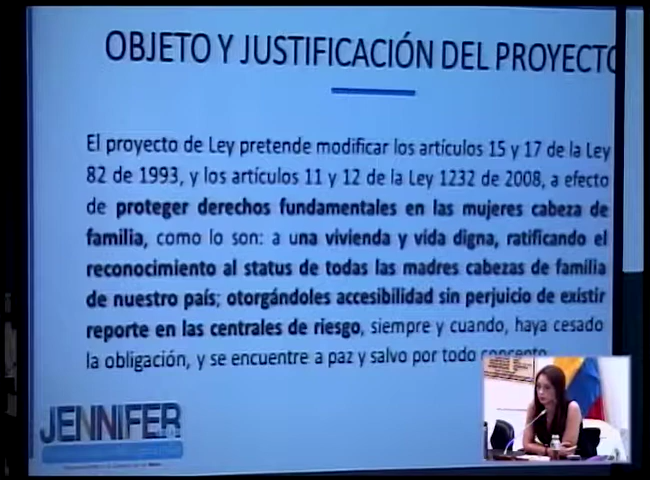 OBJETO Y JUSTIFICACIÓN DEL PROYECTO
El proyecto de Ley pretende modificar los artículos 15 y 17 de la Ley
82 de 1993, y los artículos 11 y 12 de la Ley 1232 de 2008, a efecto
de proteger derechos fundamentales en las mujeres cabeza de
familia, como lo son: a una vivienda y vida digna, ratificando el
reconocimiento al status de todas las madres cabezas de familia
de nuestro país; otorgándoles accesibilidad sin perjuicio de existir
reporte en las centrales de riesgo, siempre y cuando, haya cesado
la obligación, y se encuentre a paz y salvo por todo concepto
JENNIFER